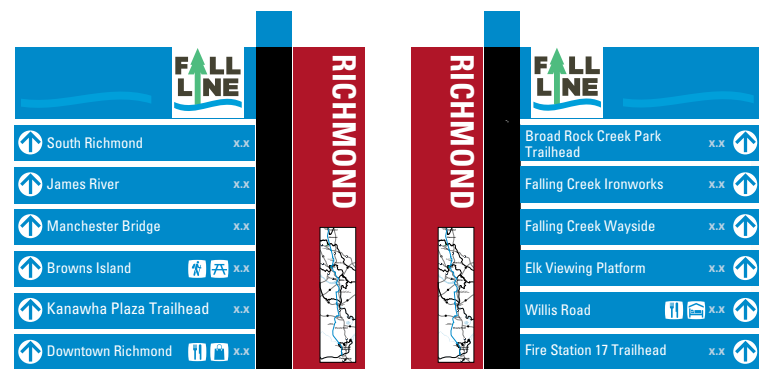 FALL
LINE
South Richmond x.x
James River x.x
Manchester Bridge x.x
Browns Island x.x
Kanawha Plaza Trailhead x.x
Downtown Richmond x.x
RICHMOND
RICHMOND
FALL
LINE
Broad Rock Creek Park
Trailhead x.x
Falling Creek Ironworks x.x
Falling Creek Wayside x.x
Elk Viewing Platform x.x
Willis Road x.x
Fire Station 17 Trailhead x.x